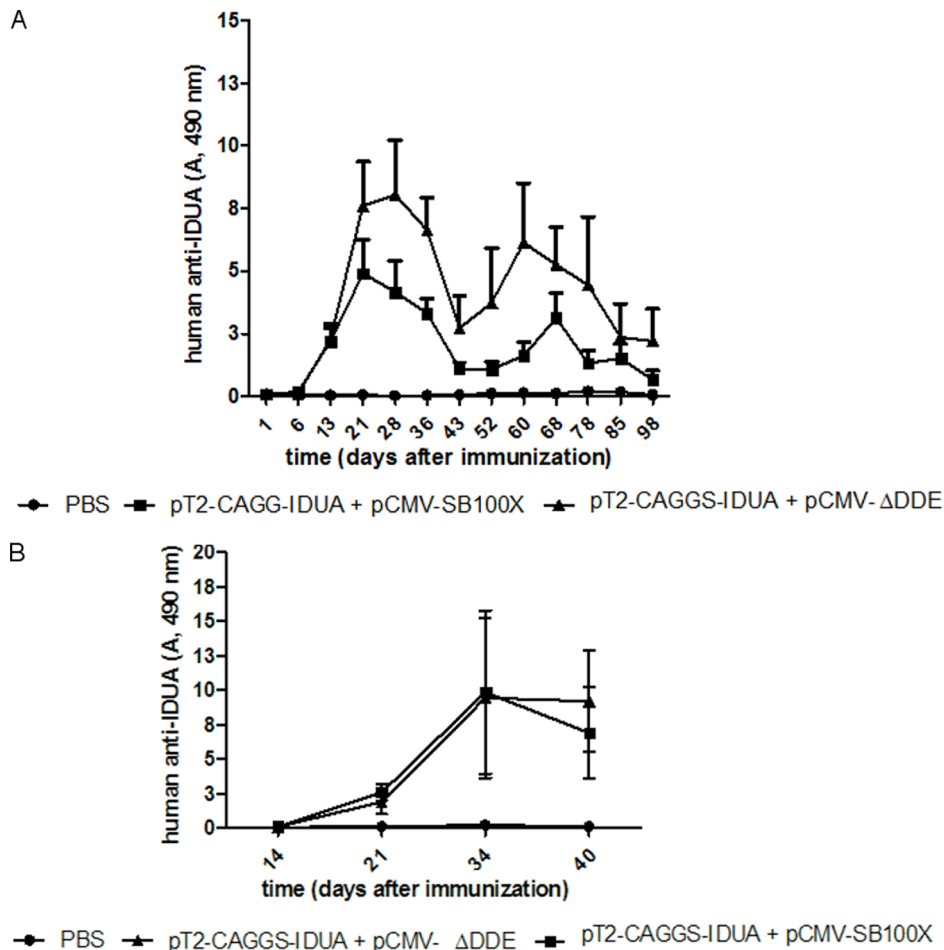 A
human anti-IDUA (A, 490 nm)
15
13
10
8
5
3
0
1 6 13 21 28 36 43 52 60 68 78 85 98
time (days after immunization)
PBS pT2-CAGG-IDUA + pCMV-SB100X pT2-CAGGS-IDUA + pCMV- ΔDDE
B
human anti-IDUA (A, 490 nm)
20
18
15
13
10
8
5
3
0
14 21 34 40
time (days after immunization)
PBS pT2-CAGGS-IDUA + pCMV- ΔDDE pT2-CAGGS-IDUA + pCMV-SB100X